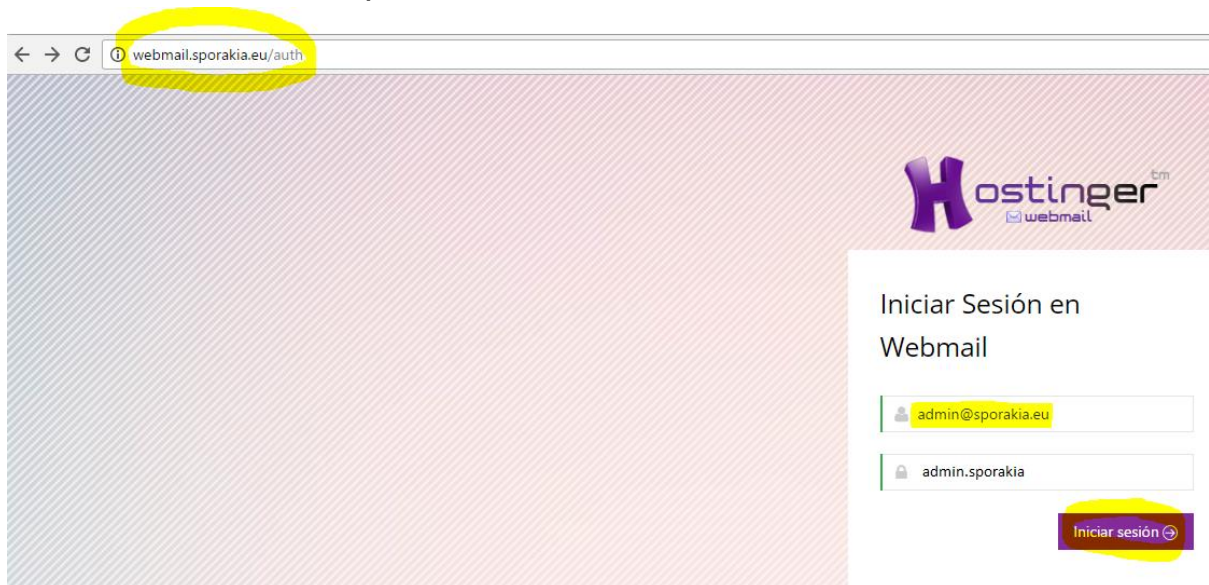 webmail.sporakia.eu/auth
Hostinger tm
webmail
Iniciar Sesión en
Webmail
admin@sporakia.eu
admin.sporakia
Iniciar sesión